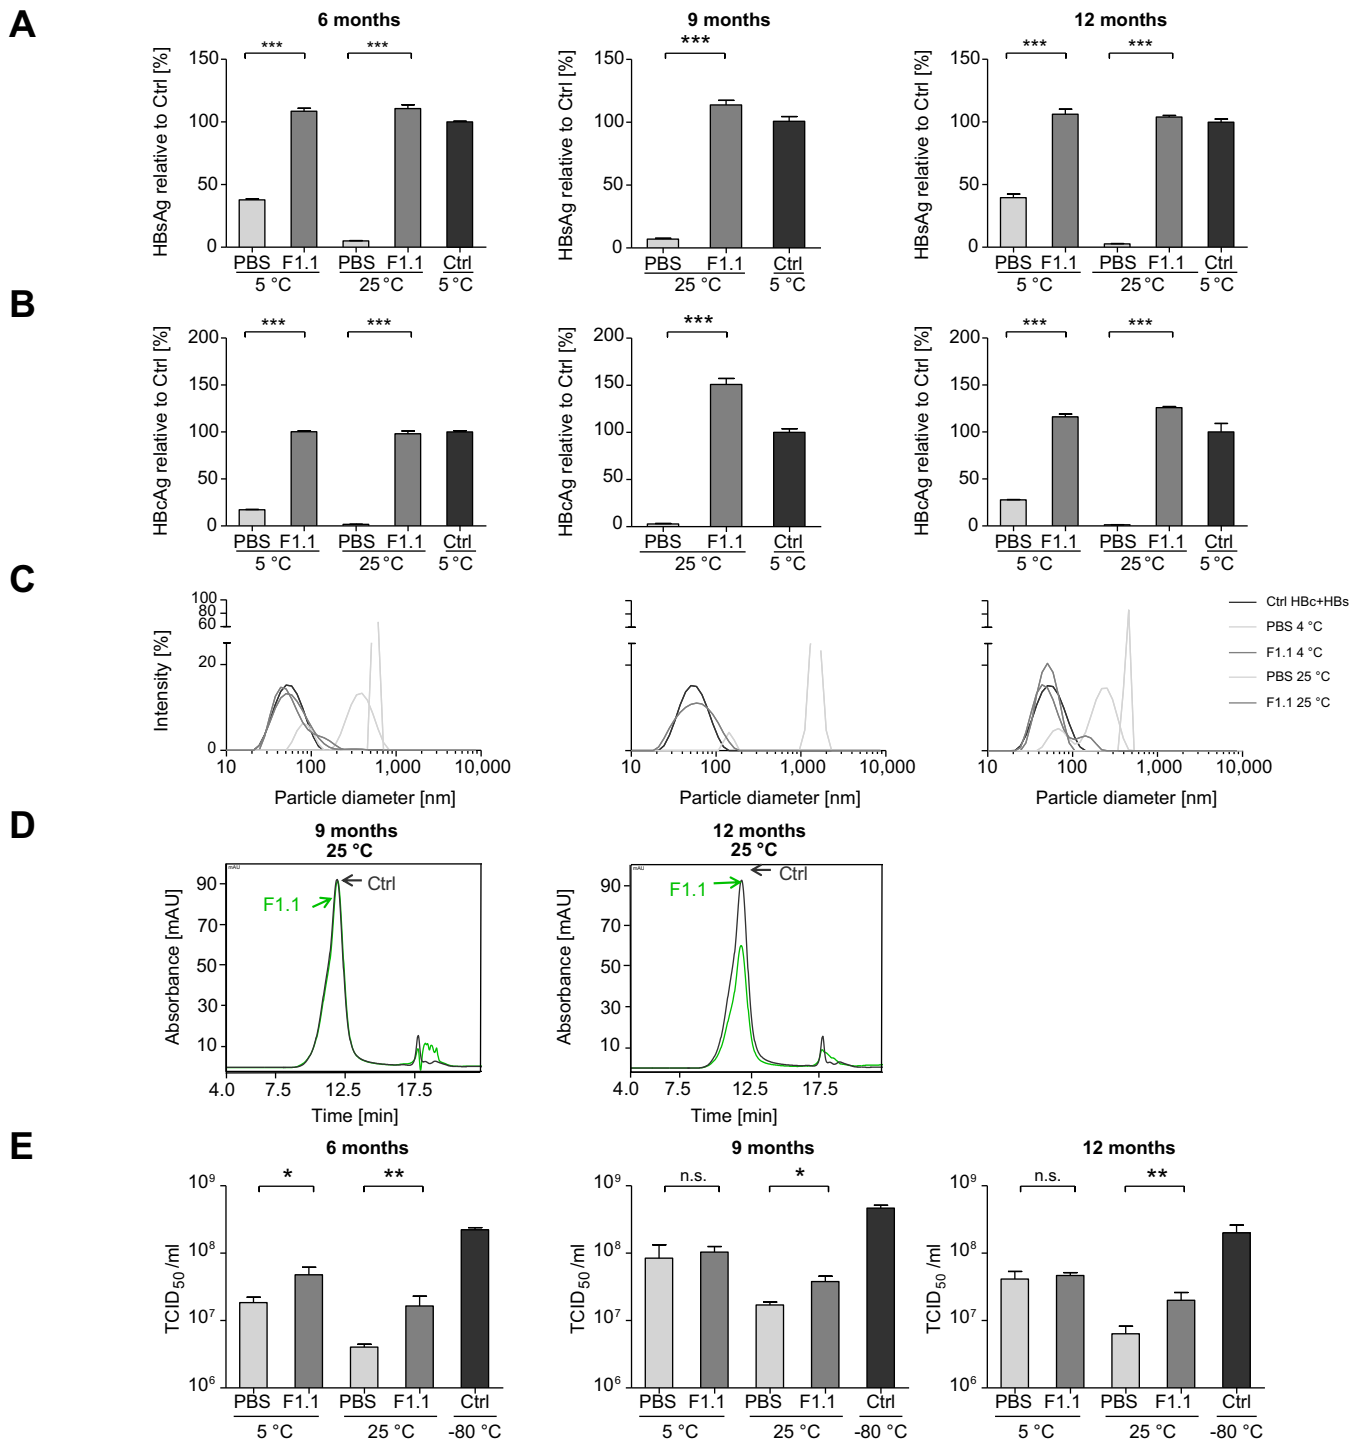 A
6 months
9 months
12 months
HBsAg relative to Ctrl [%]
150
100
50
0
***
***
PBS F1.1 PBS F1.1 Ctrl
5 °C 25 °C 5 °C
HBsAg relative to Ctrl [%]
150
100
50
0
***
PBS F1.1 Ctrl
25 °C 5 °C
HBsAg relative to Ctrl [%]
150
100
50
0
***
***
PBS F1.1 PBS F1.1 Ctrl
5 °C 25 °C 5 °C
B
HBcAg relative to Ctrl [%]
200
150
100
50
0
***
***
PBS F1.1 PBS F1.1 Ctrl
5 °C 25 °C 5 °C
HBcAg relative to Ctrl [%]
200
150
100
50
0
***
PBS F1.1 Ctrl
25 °C 5 °C
HBcAg relative to Ctrl [%]
200
150
100
50
0
***
***
PBS F1.1 PBS F1.1 Ctrl
5 °C 25 °C 5 °C
C
Intensity [%]
100
80
60
20
0
10 100 1,000 10,000
Particle diameter [nm]
10 100 1,000 10,000
Particle diameter [nm]
10 100 1,000 10,000
Particle diameter [nm]
Ctrl HBc+HBs
PBS 4 °C
F1.1 4 °C
PBS 25 °C
F1.1 25 °C
D
9 months
25 °C
Absorbance [mAU]
mAU
90
70
50
30
10
F1.1
Ctrl
4.0 7.5 12.5 17.5
Time [min]
12 months
25 °C
Absorbance [mAU]
mAU
90
70
50
30
10
F1.1
Ctrl
4.0 7.5 12.5 17.5
Time [min]
E
6 months
TCID50/ml
10⁹
10⁸
10⁷
10⁶
*
**
PBS F1.1 PBS F1.1 Ctrl
5 °C 25 °C -80 °C
9 months
TCID50/ml
10⁹
10⁸
10⁷
10⁶
n.s.
*
PBS F1.1 PBS F1.1 Ctrl
5 °C 25 °C -80 °C
12 months
TCID50/ml
10⁹
10⁸
10⁷
10⁶
n.s.
**
PBS F1.1 PBS F1.1 Ctrl
5 °C 25 °C -80 °C